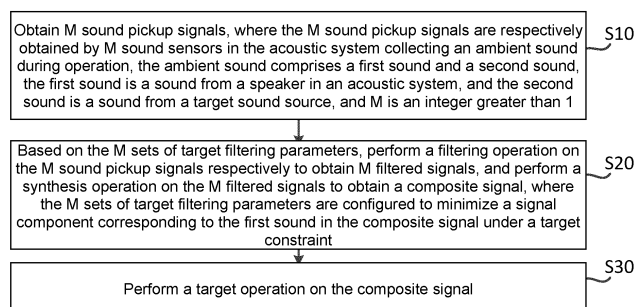 Obtain M sound pickup signals, where the M sound pickup signals are respectively
obtained by M sound sensors in the acoustic system collecting an ambient sound
during operation, the ambient sound comprises a first sound and a second sound,
the first sound is a sound from a speaker in an acoustic system, and the second
sound is a sound from a target sound source, and M is an integer greater than 1
S10
Based on the M sets of target filtering parameters, perform a filtering operation on
the M sound pickup signals respectively to obtain M filtered signals, and perform a
synthesis operation on the M filtered signals to obtain a composite signal, where
the M sets of target filtering parameters are configured to minimize a signal
component corresponding to the first sound in the composite signal under a target
constraint
S20
Perform a target operation on the composite signal
S30